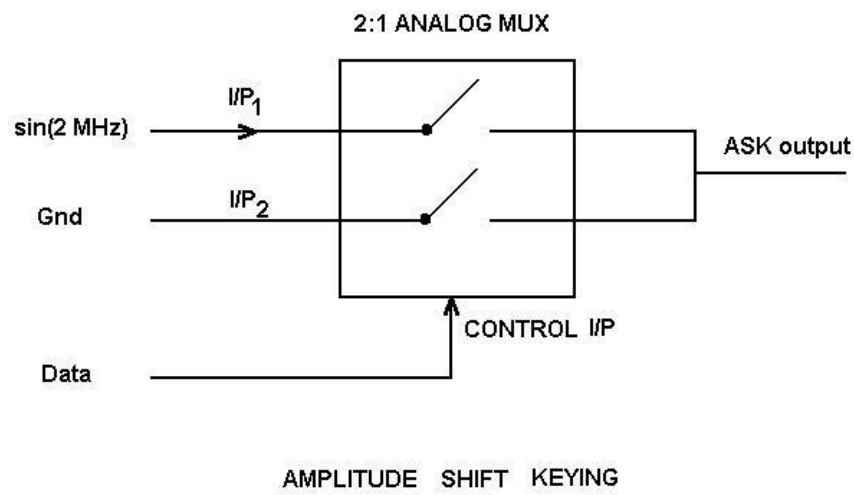 2:1 ANALOG MUX
I/P1
sin(2 MHz)
ASK output
I/P2
Gnd
CONTROL I/P
Data
AMPLITUDE SHIFT KEYING